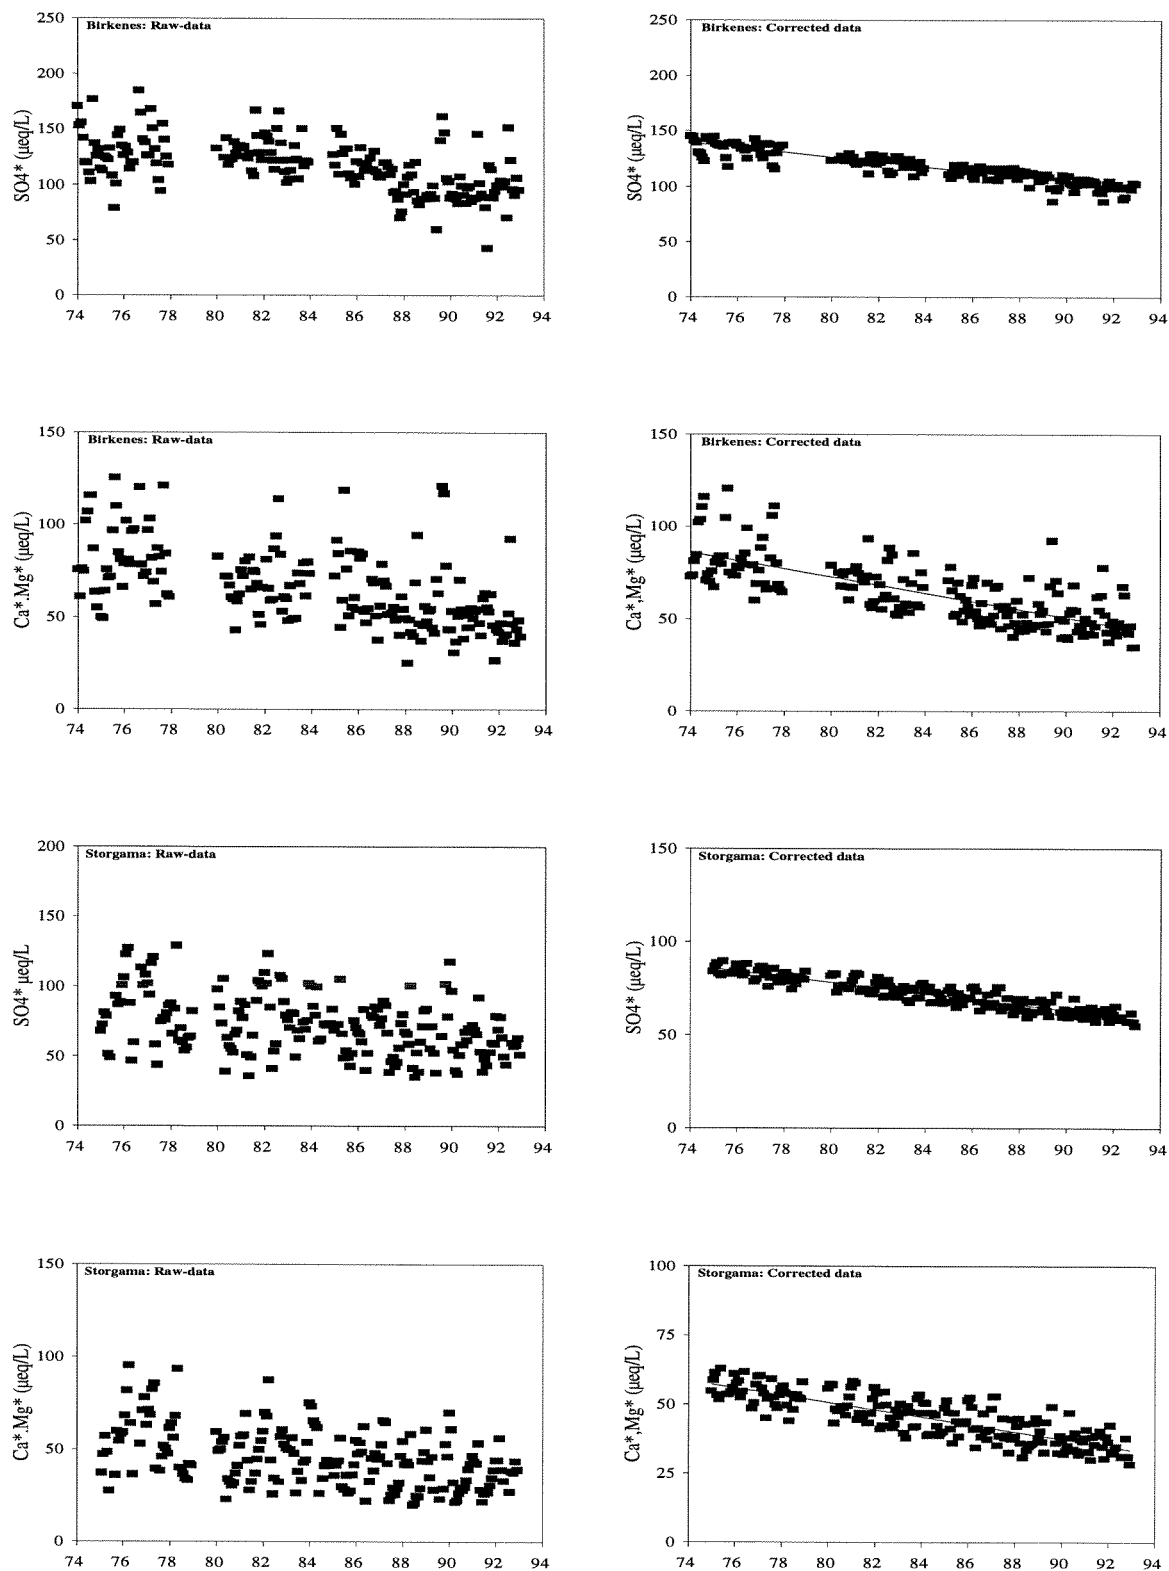 Birkenes: Raw-data
SO4* (µeq/L)
250
200
150
100
50
0
74 76 78 80 82 84 86 88 90 92 94
Birkenes: Corrected data
SO4* (µeq/L)
250
200
150
100
50
0
74 76 78 80 82 84 86 88 90 92 94
Birkenes: Raw-data
Ca*.Mg* (µeq/L)
150
100
50
0
74 76 78 80 82 84 86 88 90 92 94
Birkenes: Corrected data
Ca*,Mg* (µeq/L)
150
100
50
0
74 76 78 80 82 84 86 88 90 92 94
Storgama: Raw-data
SO4* µeq/L
200
150
100
50
0
74 76 78 80 82 84 86 88 90 92 94
Storgama: Corrected data
SO4* (µeq/L)
150
100
50
0
74 76 78 80 82 84 86 88 90 92 94
Storgama: Raw-data
Ca*.Mg* (µeq/L)
150
100
50
0
74 76 78 80 82 84 86 88 90 92 94
Storgama: Corrected data
Ca*,Mg* (µeq/L)
100
75
50
25
0
74 76 78 80 82 84 86 88 90 92 94